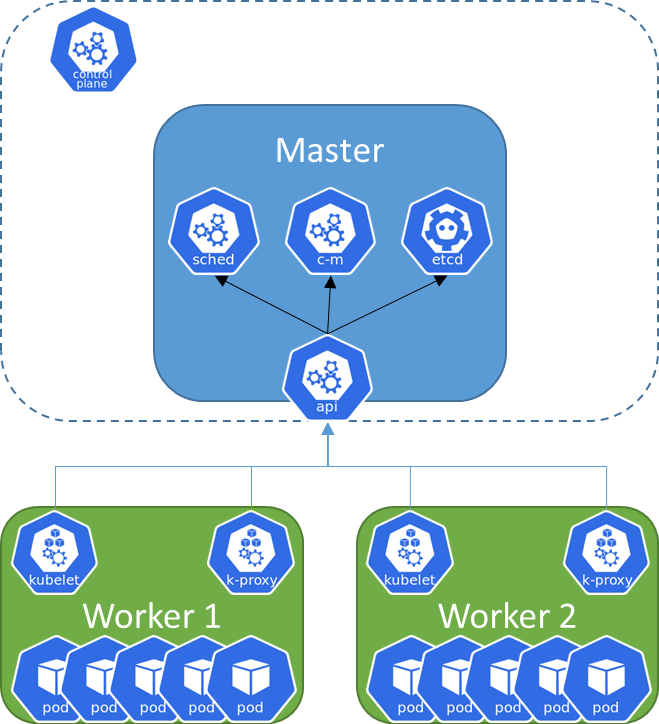 control
plane
Master
sched
c-m
etcd
api
kubelet
k-proxy
kubelet
k-proxy
Worker 1
Worker 2
pod
pod
pod
pod
pod
pod
pod
pod
pod
pod